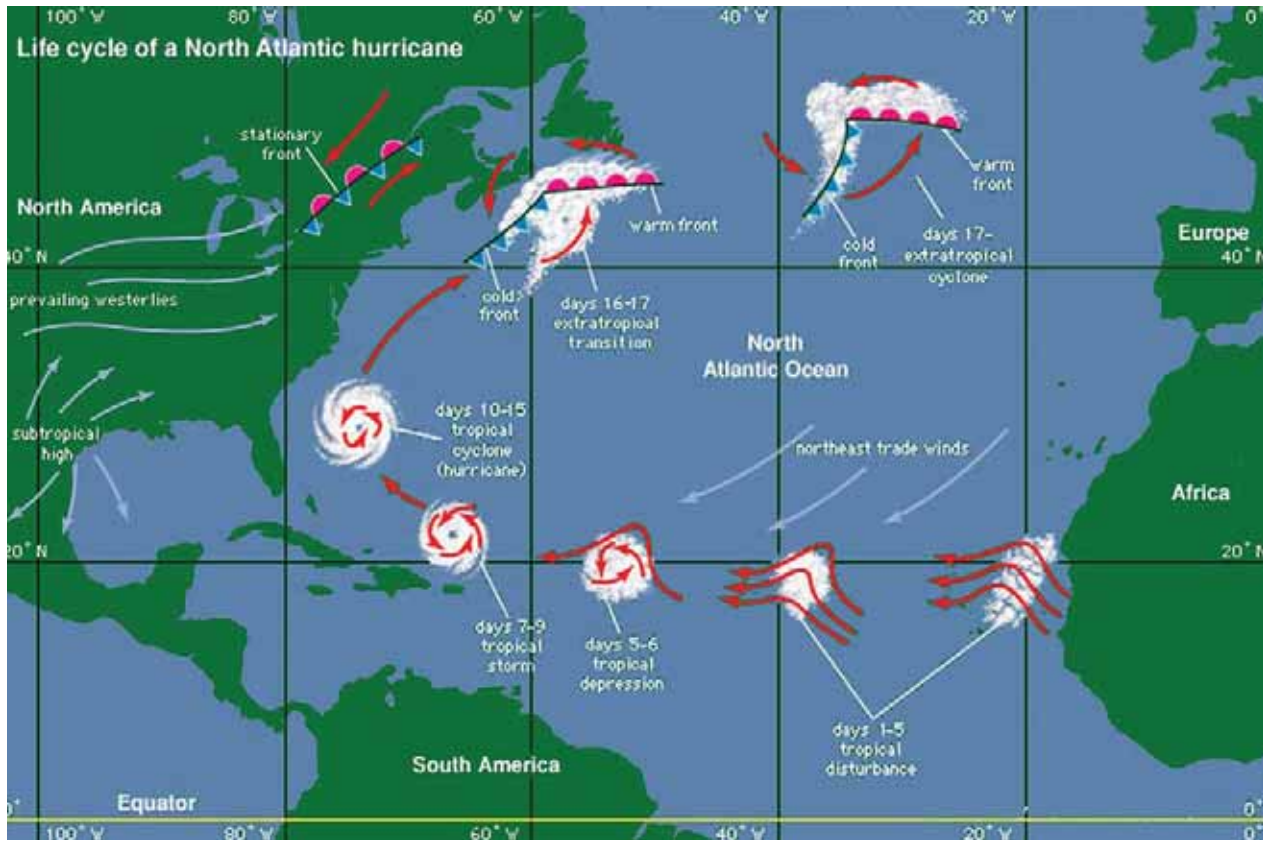 100° W 80° W 60° W 40° W 20° W 0°
Life cycle of a North Atlantic hurricane
stationary
front
warm
front
North America
warm front
Europe
cold
front
days 17-
extratropical
cyclone
40° N
40° N
prevailing westerlies
cold
front
days 16-17
extratropical
transition
North
Atlantic Ocean
days 10-15
tropical
cyclone
(hurricane)
subtropical
high
northeast trade winds
Africa
20° N
20° N
days 7-9
tropical
storm
days 5-6
tropical
depression
days 1-5
tropical
disturbance
South America
Equator
0°
0°
100° W 80° W 60° W 40° W 20° W 0°